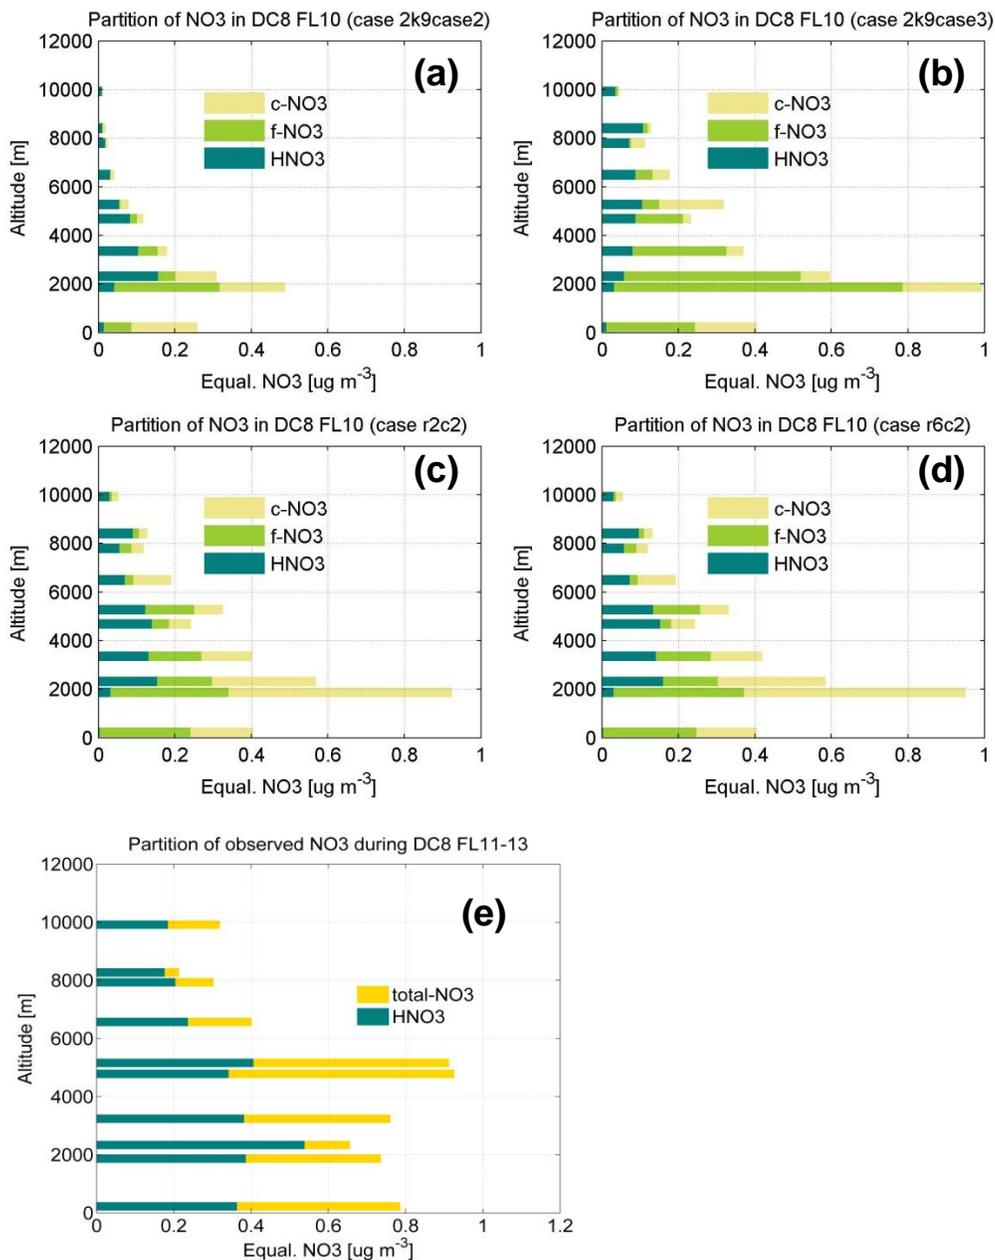 Partition of NO3 in DC8 FL10 (case 2k9case2)
(a)
12000
10000
8000
6000
4000
2000
0
Altitude [m]
c-NO3
f-NO3
HNO3
0 0.2 0.4 0.6 0.8 1
Equal. NO3 [ug m-3]
Partition of NO3 in DC8 FL10 (case 2k9case3)
(b)
12000
10000
8000
6000
4000
2000
0
Altitude [m]
c-NO3
f-NO3
HNO3
0 0.2 0.4 0.6 0.8 1
Equal. NO3 [ug m-3]
Partition of NO3 in DC8 FL10 (case r2c2)
(c)
12000
10000
8000
6000
4000
2000
0
Altitude [m]
c-NO3
f-NO3
HNO3
0 0.2 0.4 0.6 0.8 1
Equal. NO3 [ug m-3]
Partition of NO3 in DC8 FL10 (case r6c2)
(d)
12000
10000
8000
6000
4000
2000
0
Altitude [m]
c-NO3
f-NO3
HNO3
0 0.2 0.4 0.6 0.8 1
Equal. NO3 [ug m-3]
Partition of observed NO3 during DC8 FL11-13
(e)
12000
10000
8000
6000
4000
2000
0
Altitude [m]
total-NO3
HNO3
0 0.2 0.4 0.6 0.8 1 1.2
Equal. NO3 [ug m-3]